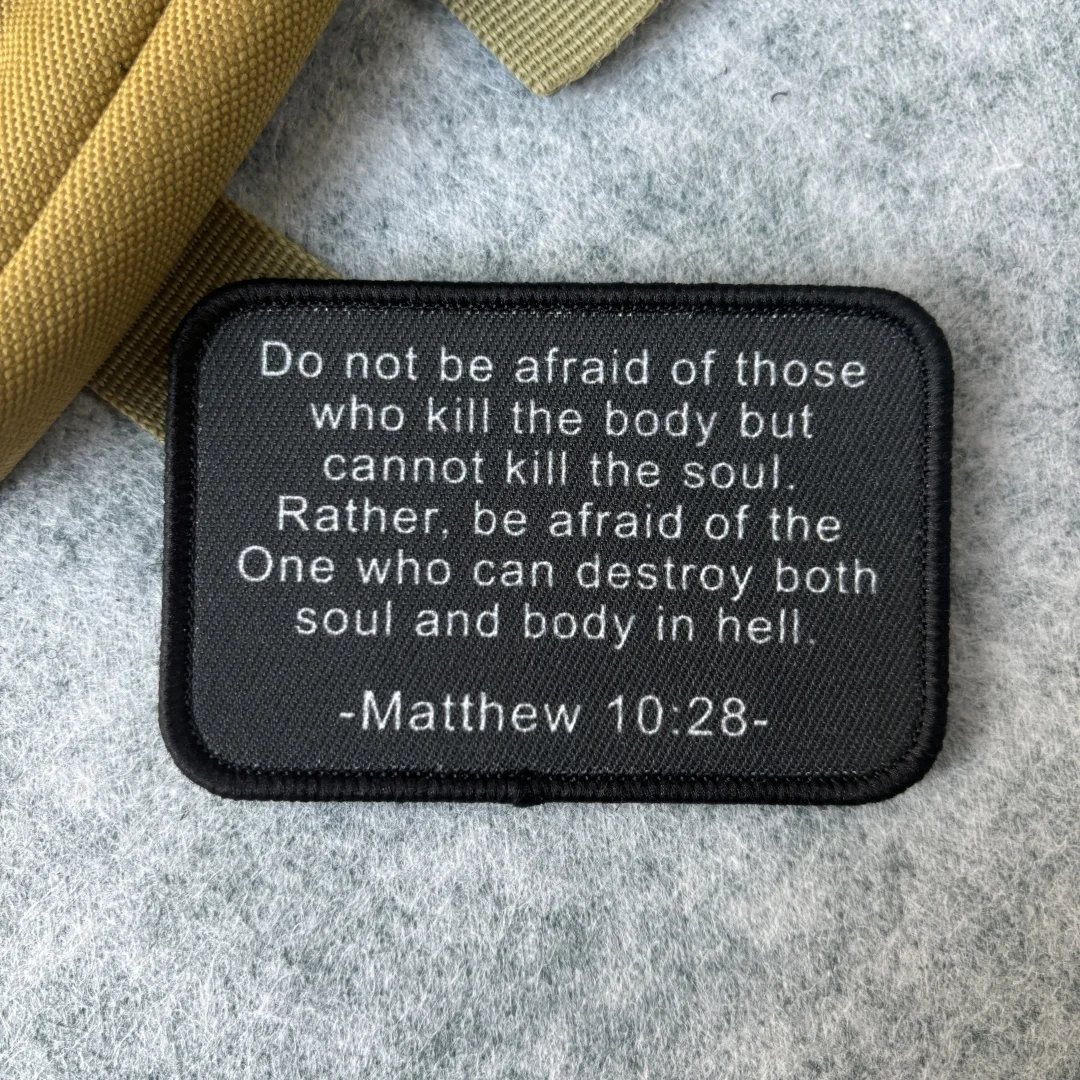 Do not be afraid of those
who kill the body but
cannot kill the soul.
Rather, be afraid of the
One who can destroy both
soul and body in hell.
-Matthew 10:28-